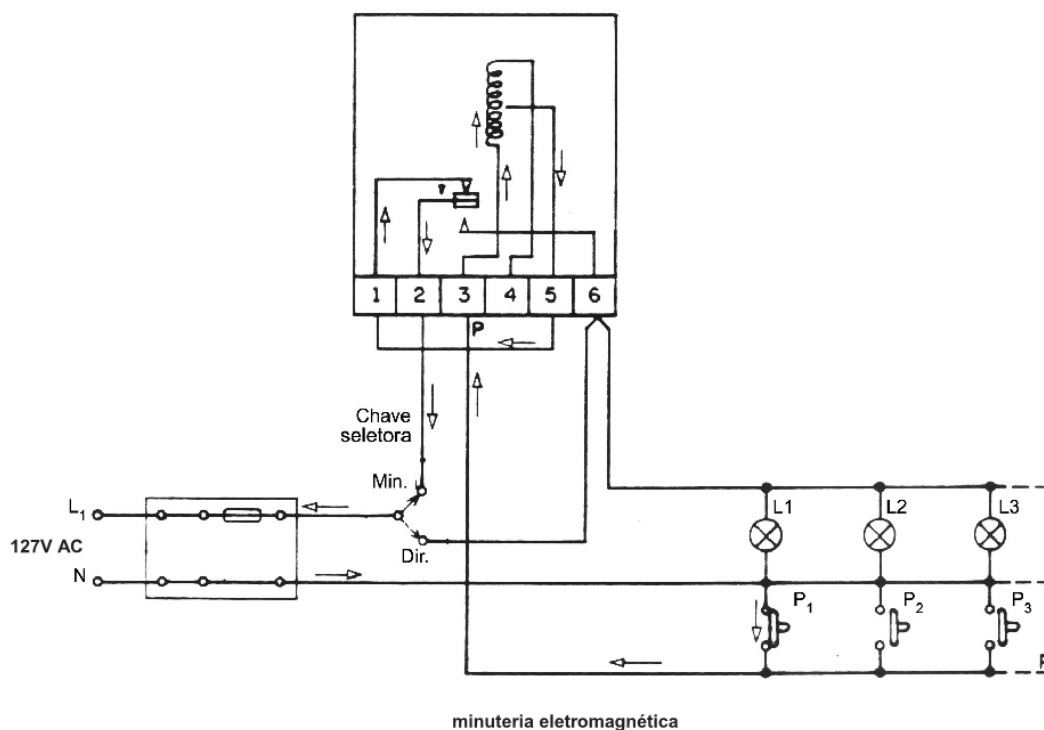 1 2 3 4 5 6
P
Chave
seletora
Min.
L1
127V AC
Dir.
N
L1 L2 L3
P1 P2 P3
minuteria eletromagnética